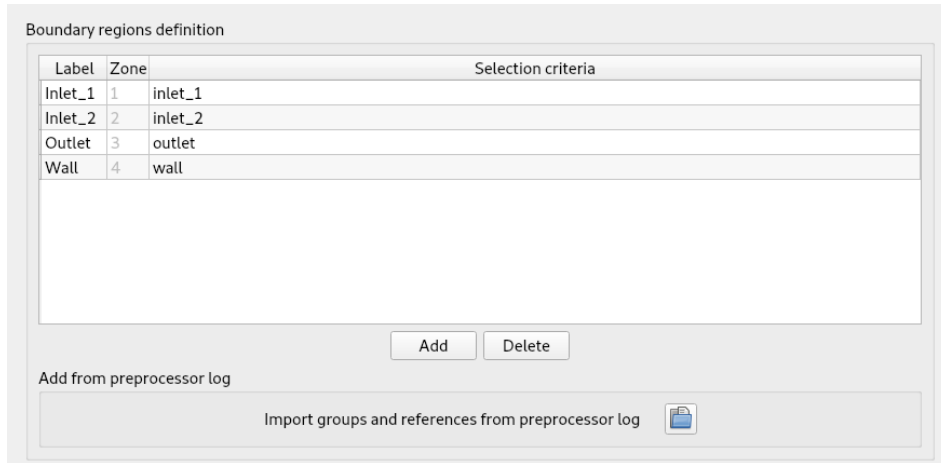 Boundary regions definition
Label Zone Selection criteria
Inlet_1 1 inlet_1
Inlet_2 2 inlet_2
Outlet 3 outlet
Wall 4 wall
Add Delete
Add from preprocessor log
Import groups and references from preprocessor log